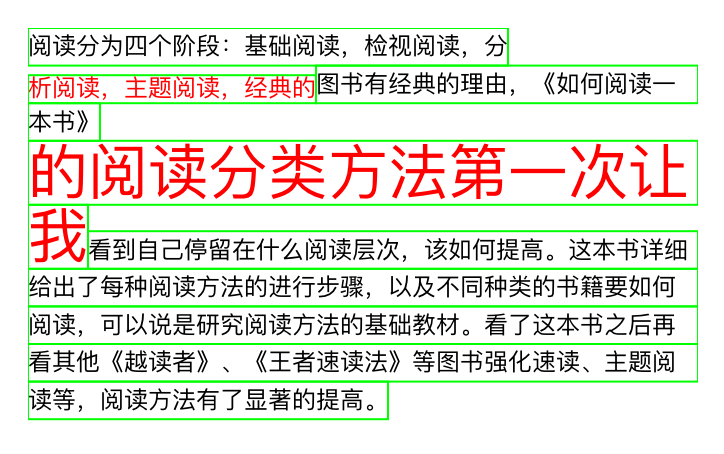 阅读分为四个阶段：基础阅读，检视阅读，分
析阅读，主题阅读，经典的图书有经典的理由，《如何阅读一
本书》
的阅读分类方法第一次让
我看到自己停留在什么阅读层次，该如何提高。这本书详细
给出了每种阅读方法的进行步骤，以及不同种类的书籍要如何
阅读，可以说是研究阅读方法的基础教材。看了这本书之后再
看其他《越读者》、《王者速读法》等图书强化速读、主题阅
读等，阅读方法有了显著的提高。